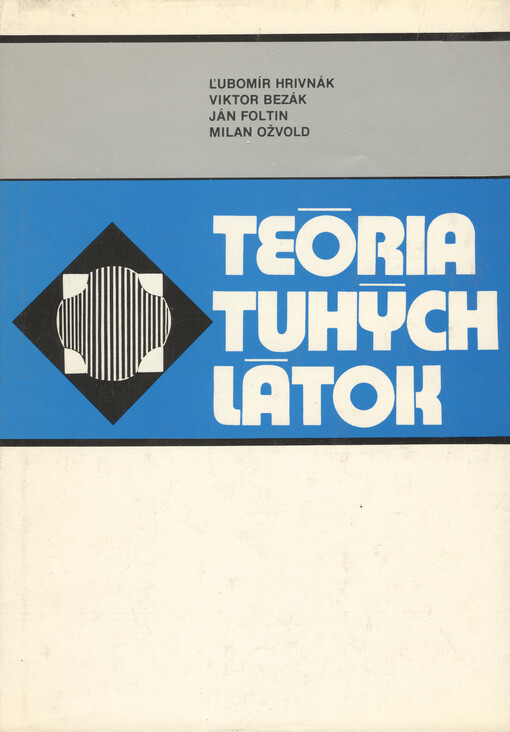 ĽUBOMÍR HRIVNÁK
VIKTOR BEZÁK
JÁN FOLTIN
MILAN OŽVOLD
TEÓRIA
TUHÝCH
LÁTOK